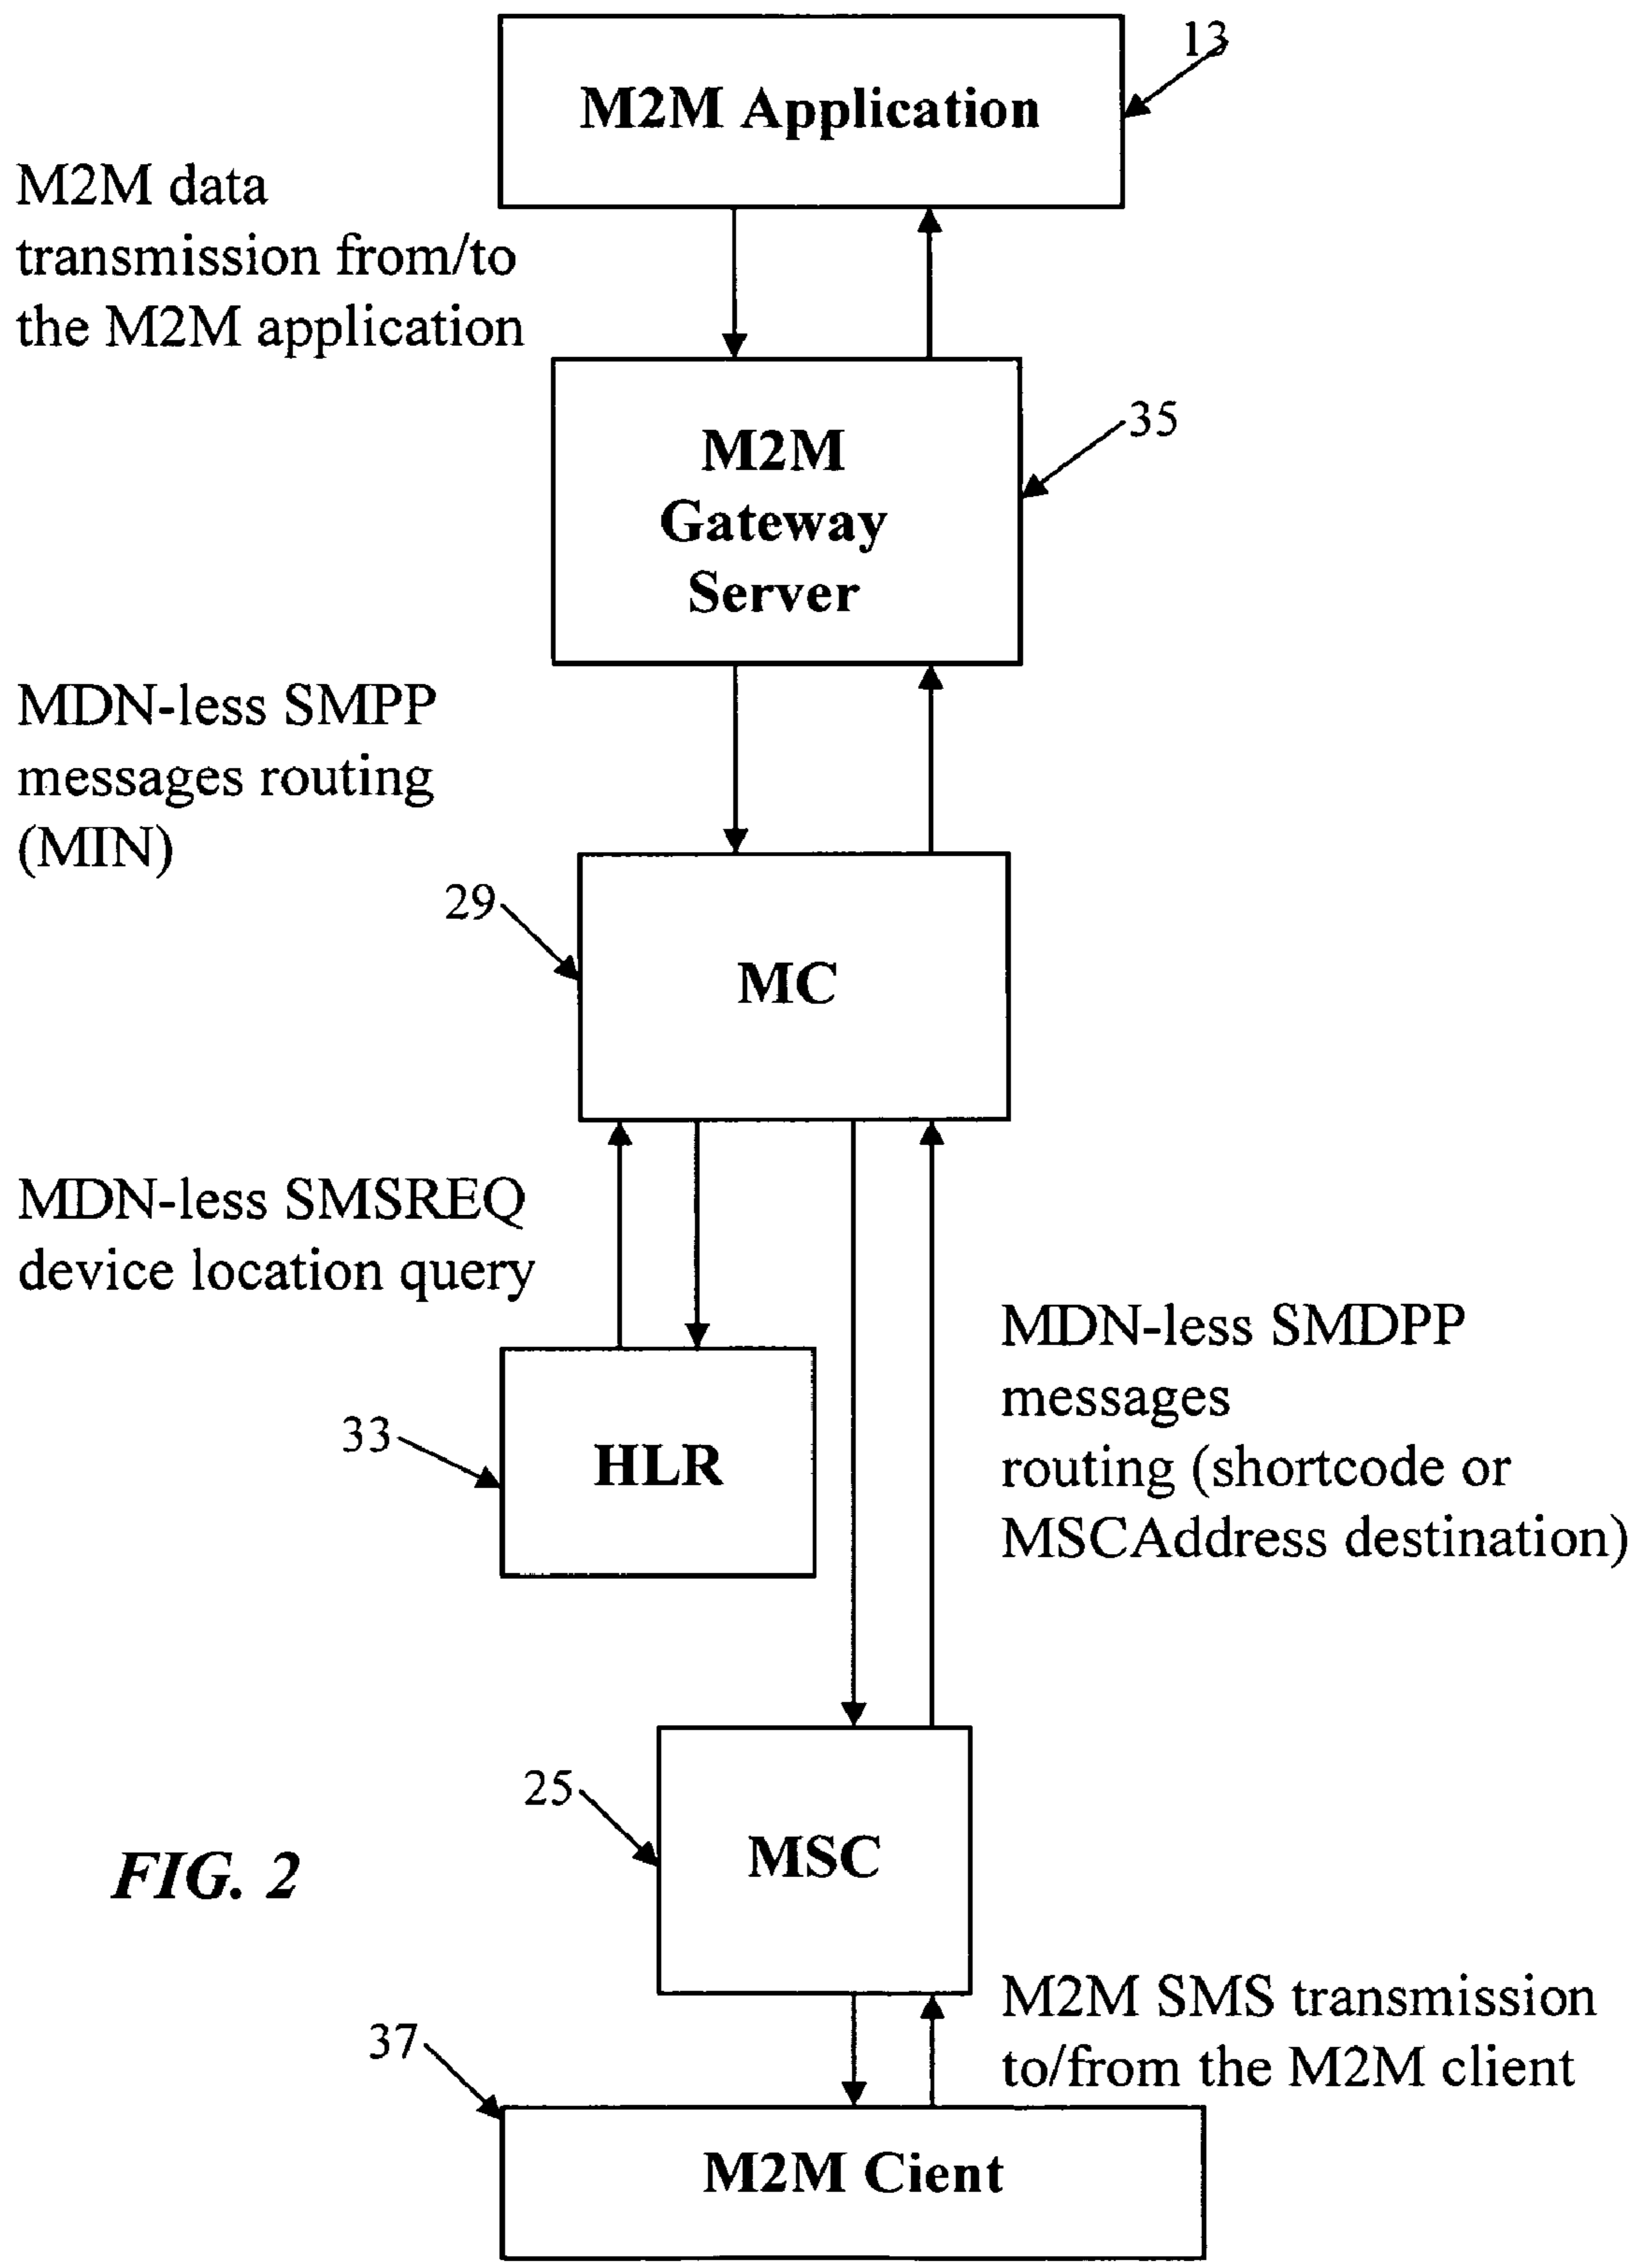 13
M2M Application
M2M data
transmission from/to
the M2M application
35
M2M
Gateway
Server
MDN-less SMPP
messages routing
(MIN)
29
MC
MDN-less SMSREQ
device location query
MDN-less SMDPP
messages
routing (shortcode or
MSCAddress destination)
33
HLR
25
MSC
FIG. 2
M2M SMS transmission
to/from the M2M client
37
M2M Cient